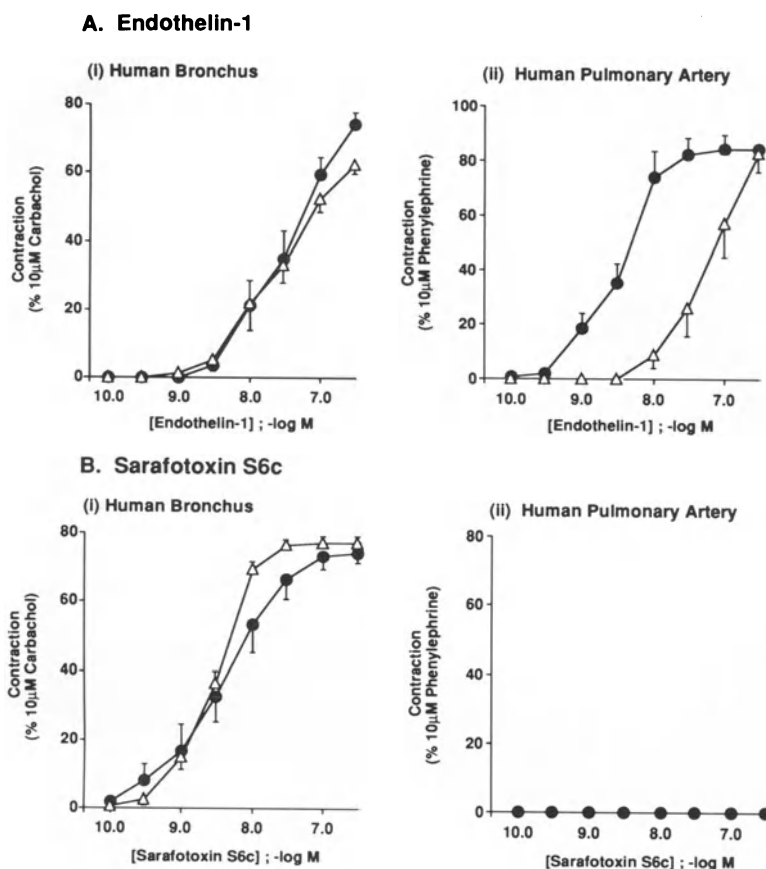 A. Endothelin-1
(i) Human Bronchus
80
60
40
20
0
Contraction
(% 10μM Carbachol)
10.0 9.0 8.0 7.0
[Endothelin-1] ; -log M
(ii) Human Pulmonary Artery
100
80
60
40
20
0
Contraction
(% 10μM Phenylephrine)
10.0 9.0 8.0 7.0
[Endothelin-1] ; -log M
B. Sarafotoxin S6c
(i) Human Bronchus
80
60
40
20
0
Contraction
(% 10μM Carbachol)
10.0 9.0 8.0 7.0
[Sarafotoxin S6c] ; -log M
(ii) Human Pulmonary Artery
80
60
40
20
0
Contraction
(% 10μM Phenylephrine)
10.0 9.0 8.0 7.0
[Sarafotoxin S6c] ; -log M